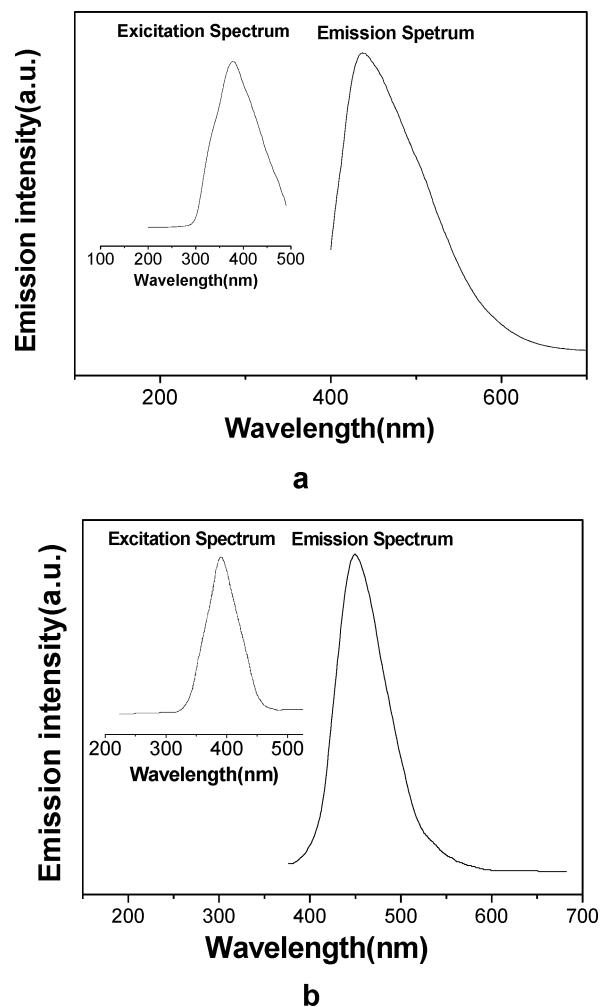 Exicitation Spectrum Emission Spetrum
Emission intensity(a.u.)
100 200 300 400 500
Wavelength(nm)
200 400 600
Wavelength(nm)
a
Excitation Spectrum Emission Spectrum
Emission intensity(a.u.)
200 300 400 500
Wavelength(nm)
200 300 400 500 600 700
Wavelength(nm)
b